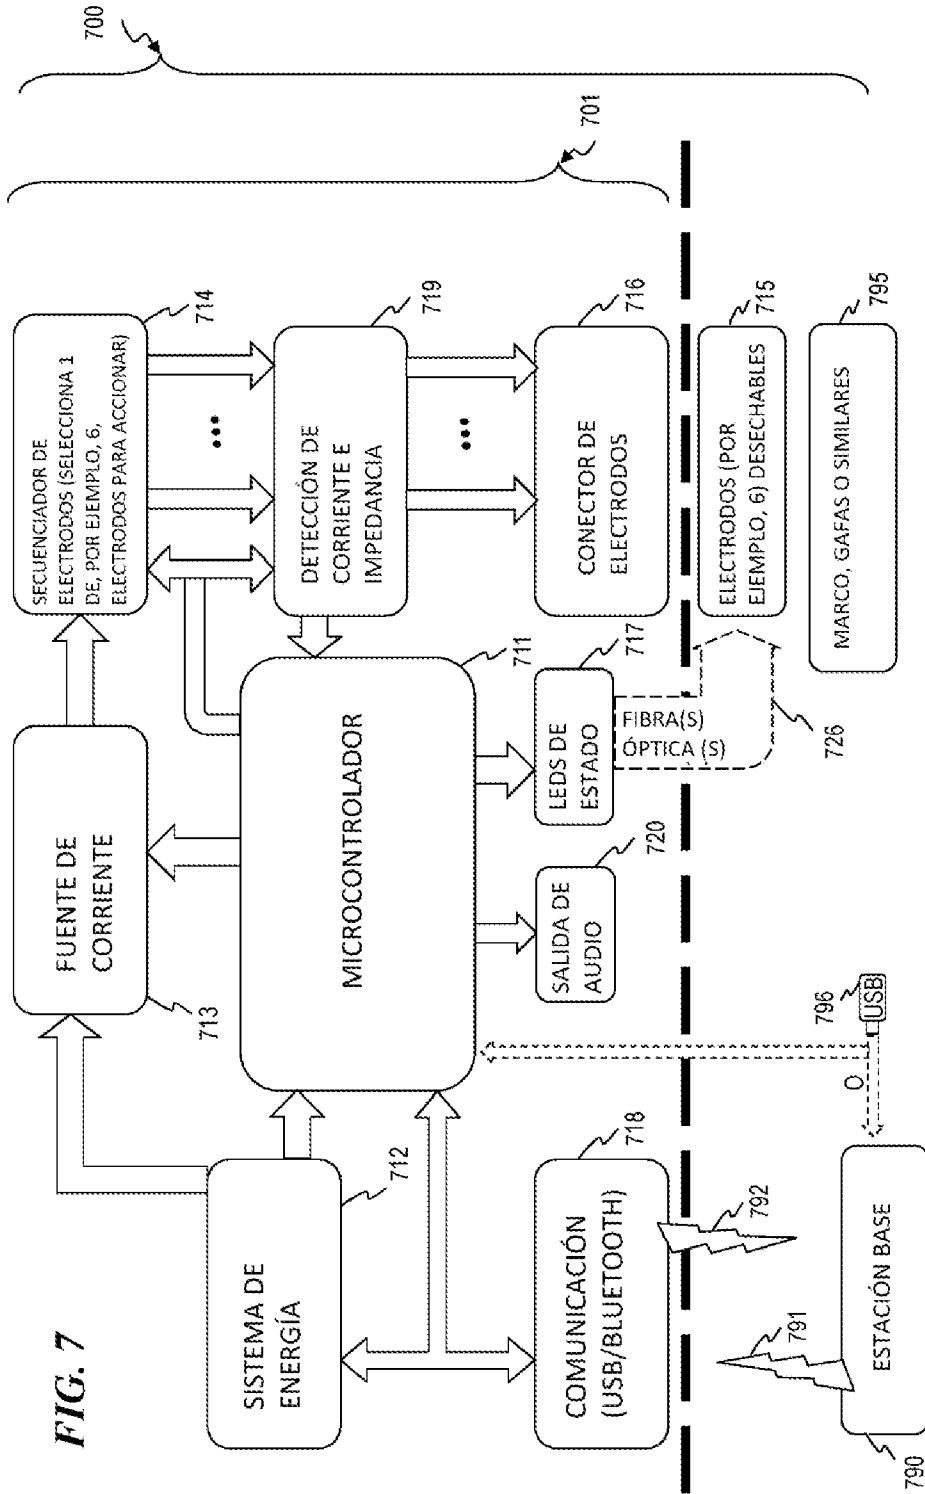 FIG. 7
700
701
SISTEMA DE
ENERGÍA
712
FUENTE DE
CORRIENTE
713
SECUENCIADOR DE
ELECTRODOS (SELECCIONA 1
DE, POR EJEMPLO, 6,
ELECTRODOS PARA ACCIONAR)
714
MICROCONTROLADOR
711
DETECCIÓN DE
CORRIENTE E
IMPEDANCIA
719
...
...
COMUNICACIÓN
(USB/BLUETOOTH)
718
SALIDA DE
AUDIO
720
LEDS DE
ESTADO
717
CONECTOR DE
ELECTRODOS
716
FIBRA(S)
ÓPTICA (S)
726
ELECTRODOS (POR
EJEMPLO, 6) DESECHABLES
715
MARCO, GAFAS O SIMILARES
795
791
792
O
USB
796
ESTACIÓN BASE
790